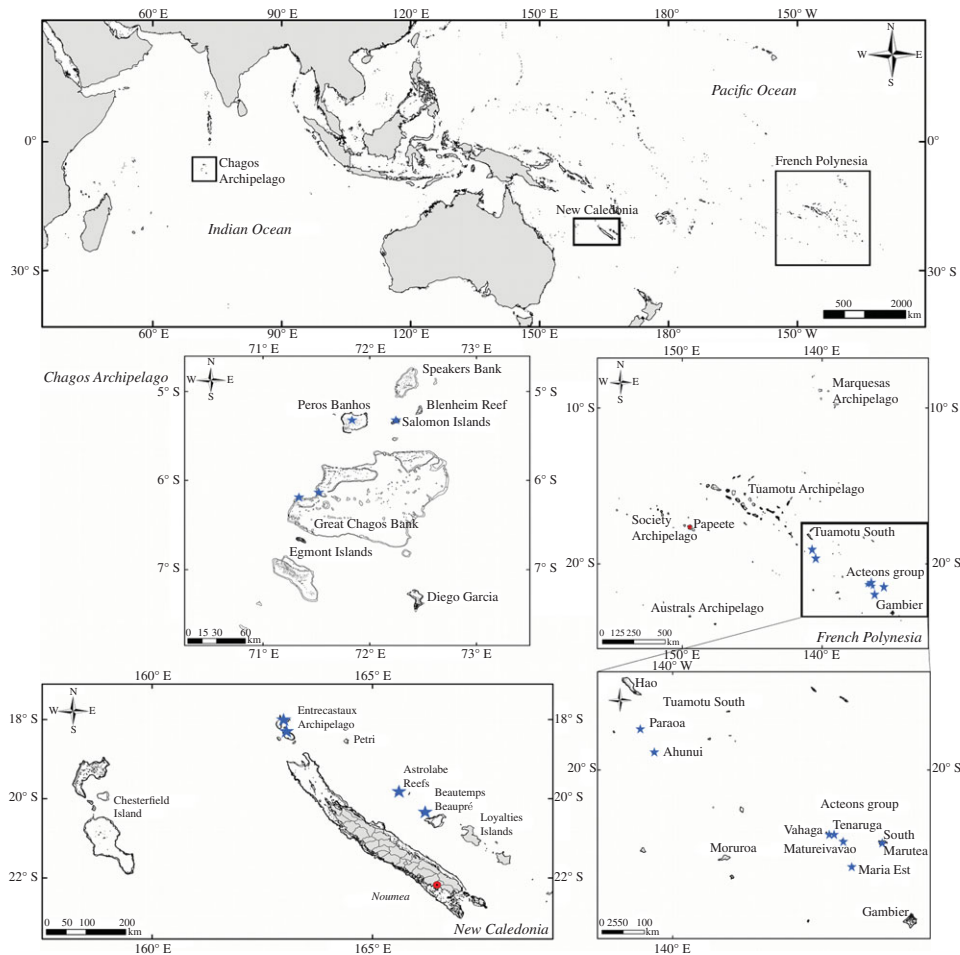 60° E 90° E 120° E 150° E 180° 150° W
N
W E
S
Pacific Ocean
0° 0°
Chagos
Archipelago
French Polynesia
New Caledonia
Indian Ocean
30° S 30° S
500 2000
km
60° E 90° E 120° E 150° E 180° 150° W
71° E 72° E 73° E
Chagos Archipelago
N
W E
S
Speakers Bank
5° S 5° S
Peros Banhos
Blenheim Reef
Salomon Islands
6° S 6° S
Great Chagos Bank
Egmont Islands
7° S 7° S
Diego Garcia
0 15 30 60
km
71° E 72° E 73° E
150° E 140° E
N
W E
S
Marquesas
Archipelago
10° S 10° S
Tuamotu Archipelago
Society
Archipelago
Papeete
Tuamotu South
20° S 20° S
Acteons group
Gambier
Australs Archipelago
0 125 250 500
km
French Polynesia
150° E 140° E
160° E 165° E
N
W E
S
18° S 18° S
Entrecastaux
Archipelago
Petri
Astrolabe
Reefs
20° S 20° S
Beautemps
Beaupré
Chesterfield
Island
Loyalties
Islands
22° S 22° S
Noumea
0 50 100 200
km
New Caledonia
160° E 165° E
140° W
Hao
Tuamotu South
Paraoa
Ahunui
20° S 20° S
Acteons group
Vahaga Tenaruga
Matureivavao
South
Marutea
Moruroa
Maria Est
Gambier
0 2550 100
km
140° E